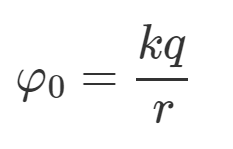 φ₀ = kq/r